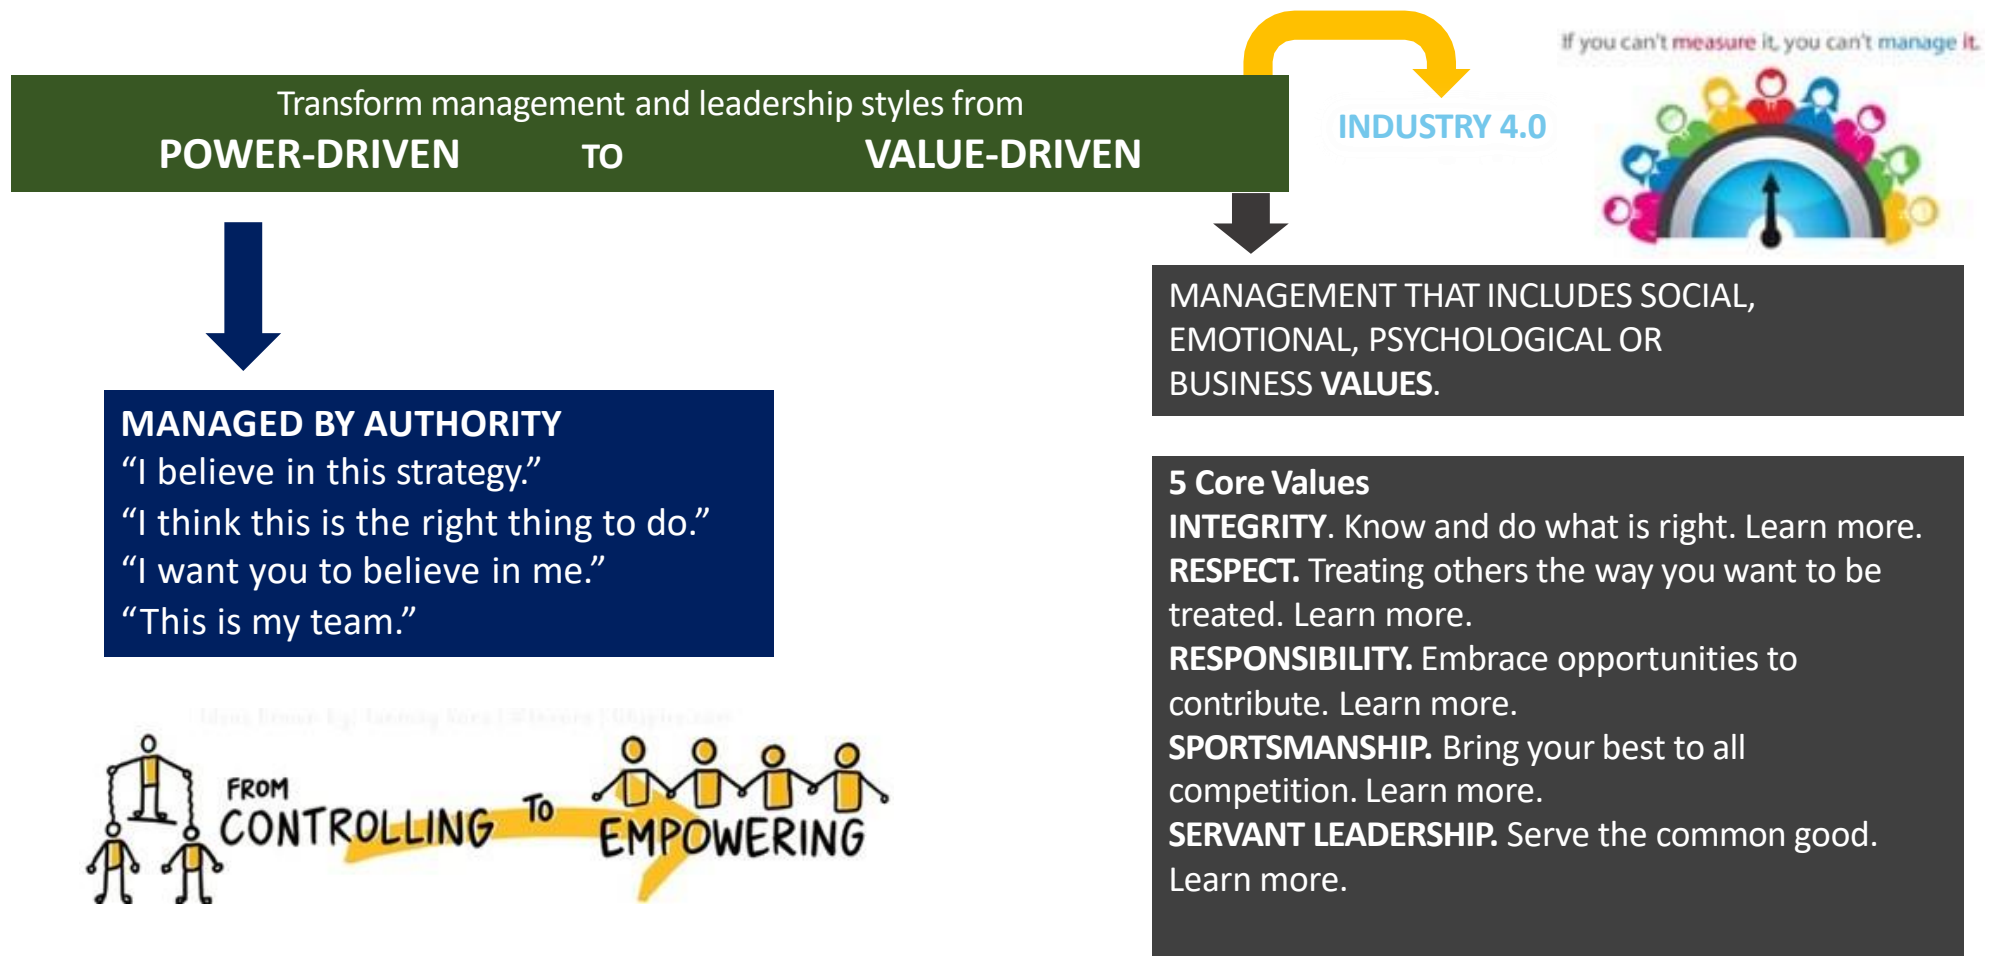 If you can't measure it, you can't manage it.
Transform management and leadership styles from
POWER-DRIVEN TO VALUE-DRIVEN
INDUSTRY 4.0
MANAGED BY AUTHORITY
“I believe in this strategy.”
“I think this is the right thing to do.”
“I want you to believe in me.”
“This is my team.”
FROM
CONTROLLING TO EMPOWERING
MANAGEMENT THAT INCLUDES SOCIAL,
EMOTIONAL, PSYCHOLOGICAL OR
BUSINESS VALUES.
5 Core Values
INTEGRITY. Know and do what is right. Learn more.
RESPECT. Treating others the way you want to be
treated. Learn more.
RESPONSIBILITY. Embrace opportunities to
contribute. Learn more.
SPORTSMANSHIP. Bring your best to all
competition. Learn more.
SERVANT LEADERSHIP. Serve the common good.
Learn more.